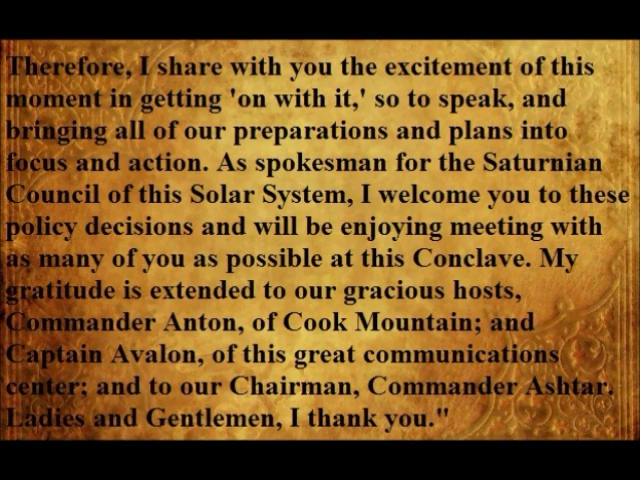 Therefore, I share with you the excitement of this
moment in getting 'on with it,' so to speak, and
bringing all of our preparations and plans into
focus and action. As spokesman for the Saturnian
Council of this Solar System, I welcome you to these
policy decisions and will be enjoying meeting with
as many of you as possible at this Conclave. My
gratitude is extended to our gracious hosts,
Commander Anton, of Cook Mountain; and
Captain Avalon, of this great communications
center; and to our Chairman, Commander Ashtar.
Ladies and Gentlemen, I thank you."